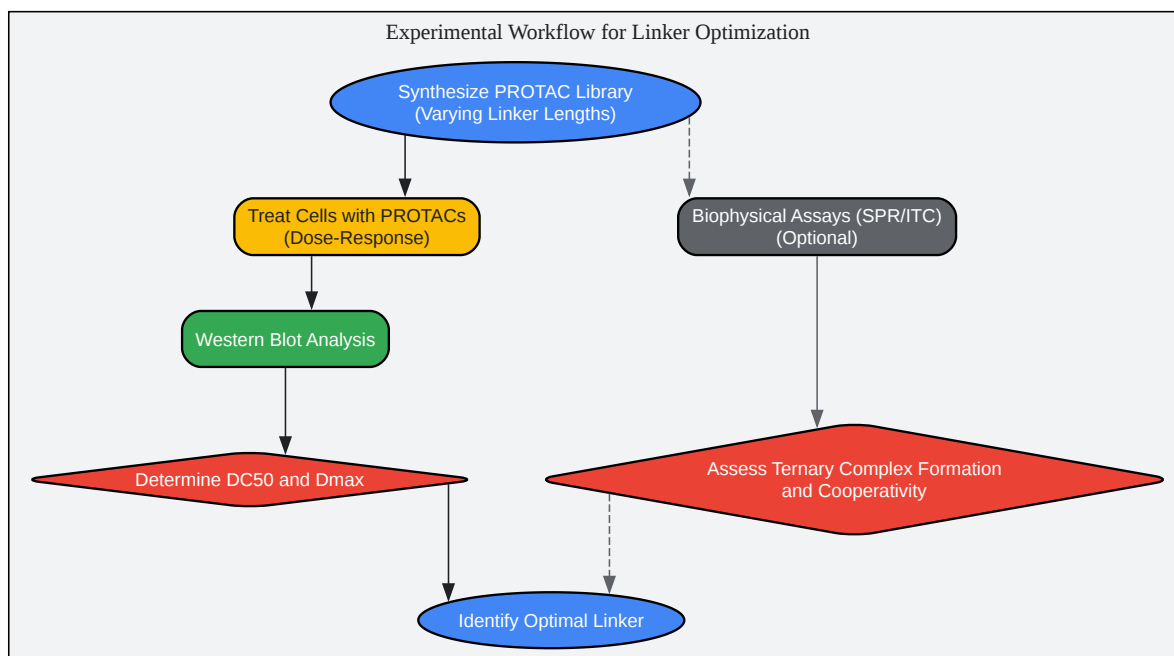 Experimental Workflow for Linker Optimization
Synthesize PROTAC Library
(Varying Linker Lengths)
Treat Cells with PROTACs
(Dose-Response)
Biophysical Assays (SPR/ITC)
(Optional)
Western Blot Analysis
Determine DC50 and Dmax
Assess Ternary Complex Formation
and Cooperativity
Identify Optimal Linker